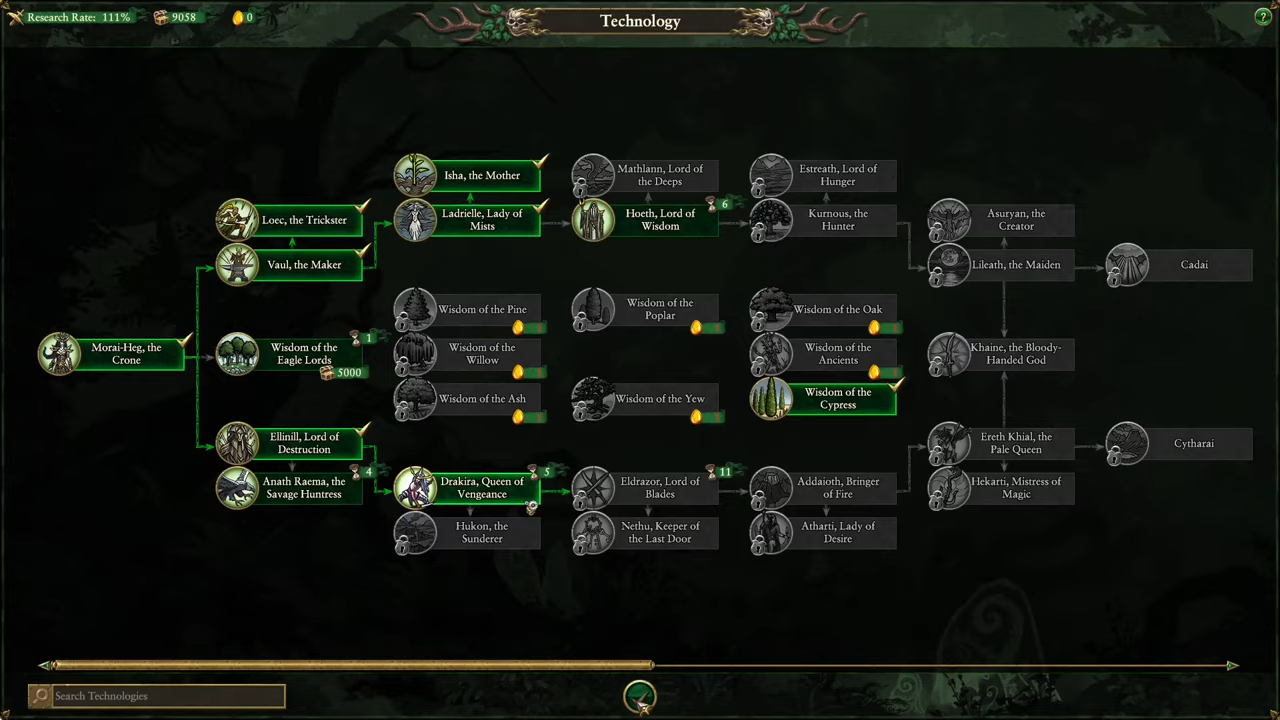 Research Rate: 111%
9058
0
Technology
?
Isha, the Mother
Mathlann, Lord of
the Deeps
Estreath, Lord of
Hunger
Loec, the Trickster
Ladrielle, Lady of
Mists
Hoeth, Lord of
Wisdom
6
Kurnous, the
Hunter
Asuryan, the
Creator
Vaul, the Maker
Lileath, the Maiden
Cadai
Wisdom of the Pine
Wisdom of the
Poplar
Wisdom of the Oak
Morai-Heg, the
Crone
Wisdom of the
Eagle Lords
1
5000
Wisdom of the
Willow
Wisdom of the
Ancients
Khaine, the Bloody-
Handed God
Wisdom of the Ash
Wisdom of the Yew
Wisdom of the
Cypress
Ellinill, Lord of
Destruction
Ereth Khial, the
Pale Queen
Cytharai
Anath Raema, the
Savage Huntress
4
Drakira, Queen of
Vengeance
5
Eldrazor, Lord of
Blades
11
Addaioth, Bringer
of Fire
Hekarti, Mistress of
Magic
Hukon, the
Sunderer
Nethu, Keeper of
the Last Door
Atharti, Lady of
Desire
Search Technologies